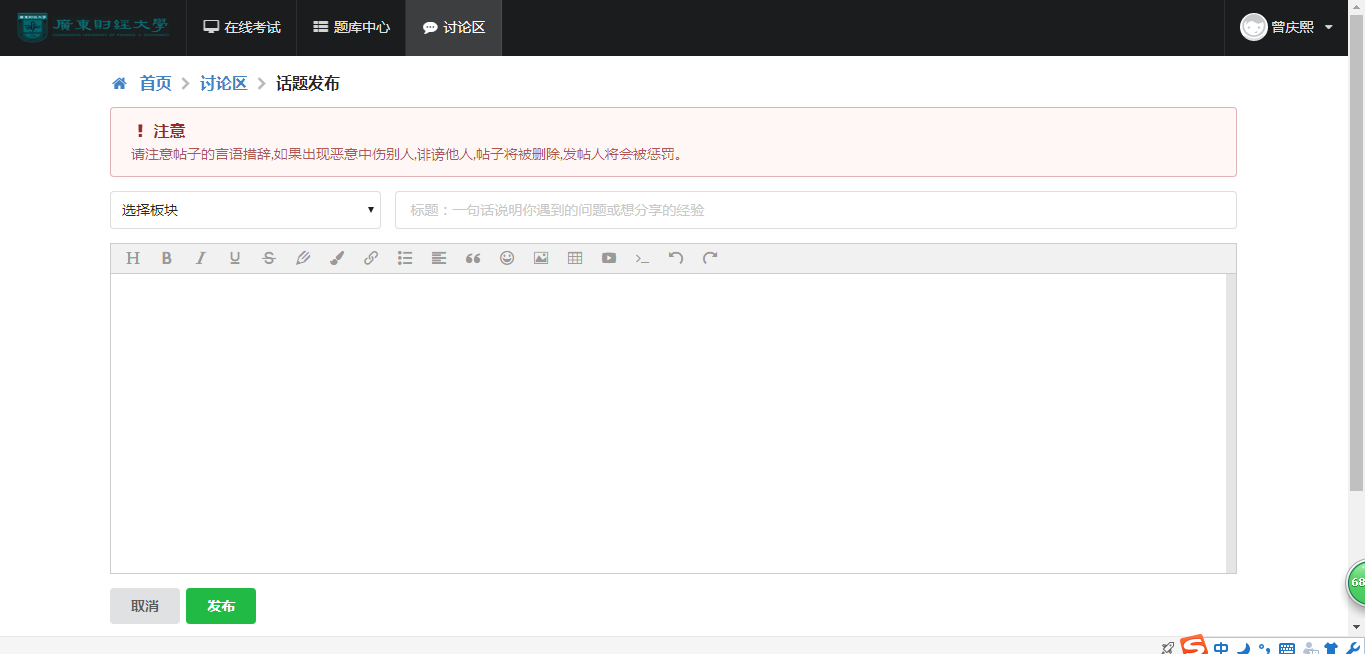 廣東财經大學
在线考试
题库中心
讨论区
曾庆熙
首页 > 讨论区 > 话题发布
! 注意
请注意帖子的言语措辞,如果出现恶意中伤别人,诽谤他人,帖子将被删除,发帖人将会被惩罚。
选择板块
标题：一句话说明你遇到的问题或想分享的经验
H B I U S
取消
发布
68
中